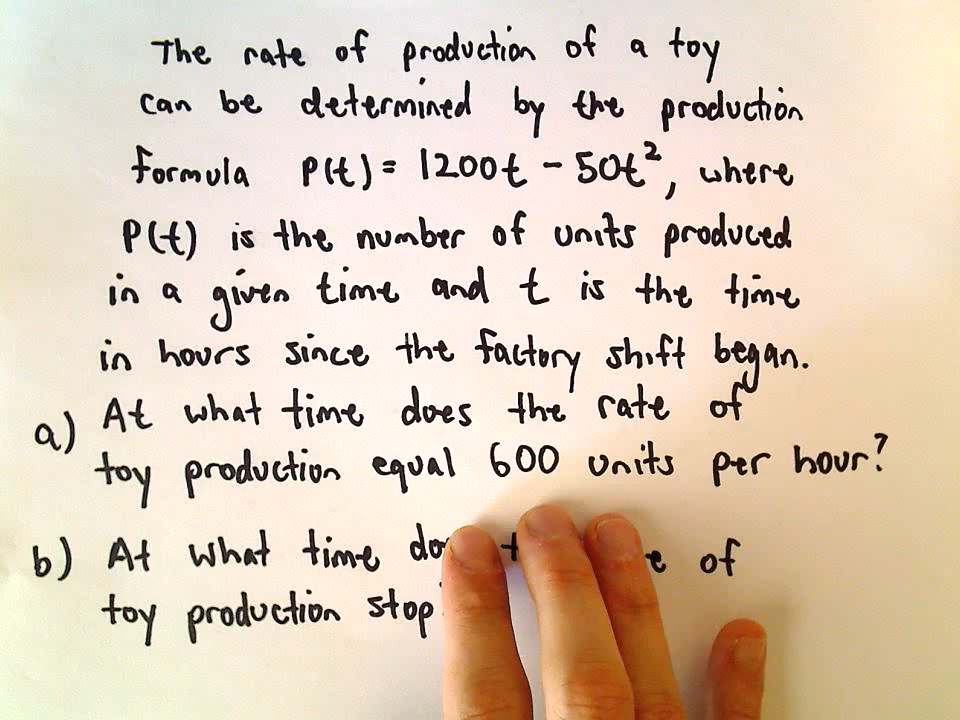 The rate of production of a toy
can be determined by the production
formula P(t) = 1200t - 50t², where
P(t) is the number of units produced
in a given time and t is the time
in hours since the factory shift began.
a) At what time does the rate of
toy production equal 600 units per hour?
b) At what time of
toy production stop